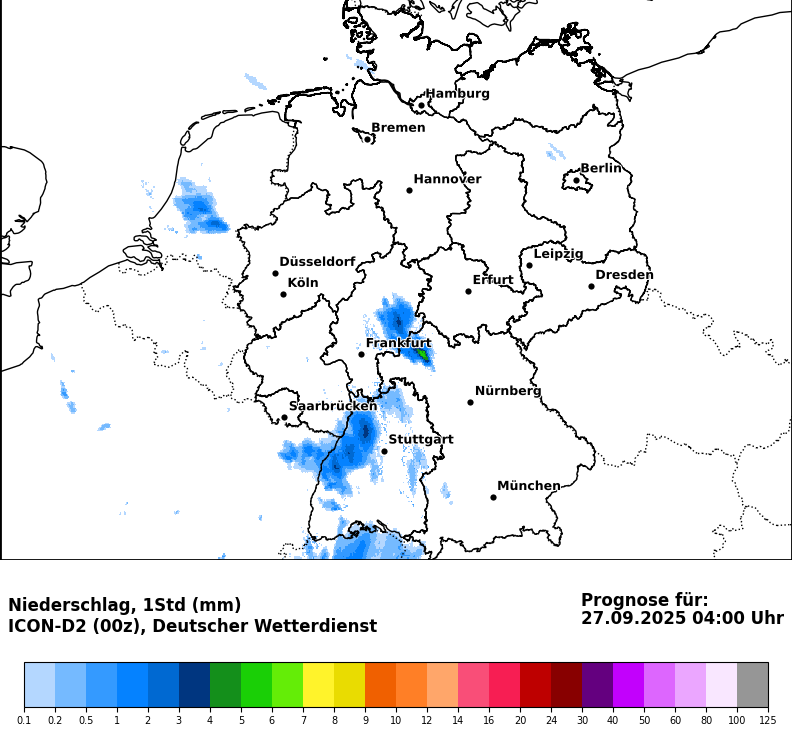 Hamburg
Bremen
Berlin
Hannover
Leipzig
Düsseldorf
Dresden
Köln
Erfurt
Frankfurt
Nürnberg
Saarbrücken
Stuttgart
München
Niederschlag, 1Std (mm)
ICON-D2 (00z), Deutscher Wetterdienst
Prognose für:
27.09.2025 04:00 Uhr
0.1 0.2 0.5 1 2 3 4 5 6 7 8 9 10 12 14 16 20 24 30 40 50 60 80 100 125